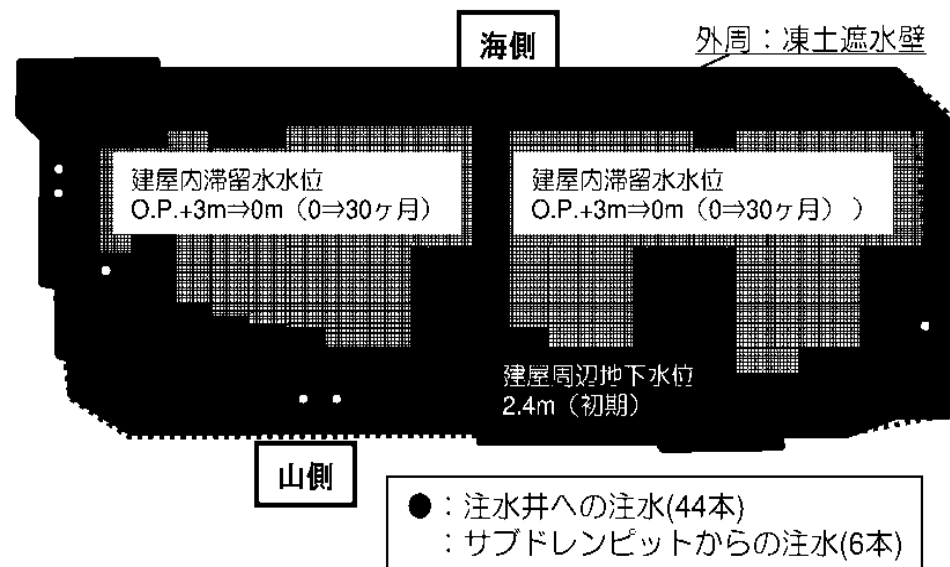 海側
外周：凍土遮水壁
建屋内滞留水水位
O.P.+3m⇒0m（0⇒30ヶ月）
建屋内滞留水水位
O.P.+3m⇒0m（0⇒30ヶ月））
建屋周辺地下水位
2.4m（初期）
山側
●：注水井への注水(44本)
：サブドレンピットからの注水(6本)